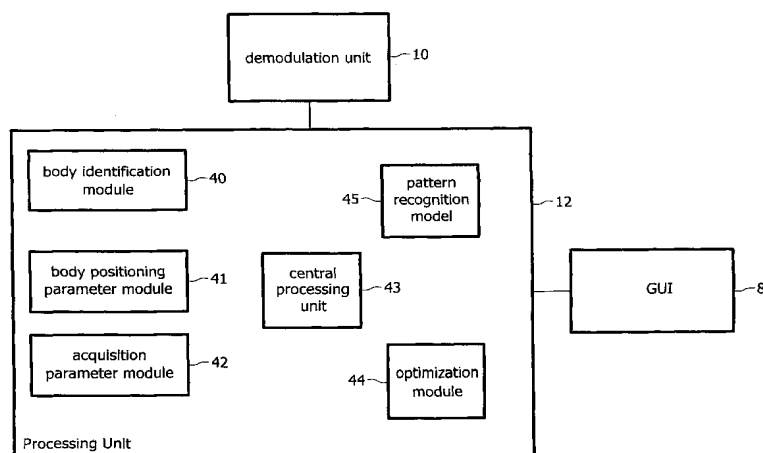 demodulation unit
10
body identification
module
40
45
pattern
recognition
model
12
body positioning
parameter module
41
central
processing
unit
43
GUI
8
acquisition
parameter module
42
44
optimization
module
Processing Unit